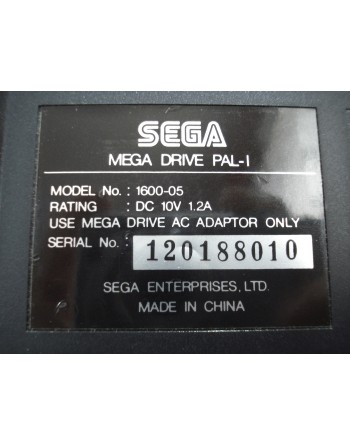 SEGA
MEGA DRIVE PAL-I
MODEL No. : 1600-05
RATING : DC 10V 1.2A
USE MEGA DRIVE AC ADAPTOR ONLY
SERIAL No. : 120188010
SEGA ENTERPRISES, LTD.
MADE IN CHINA